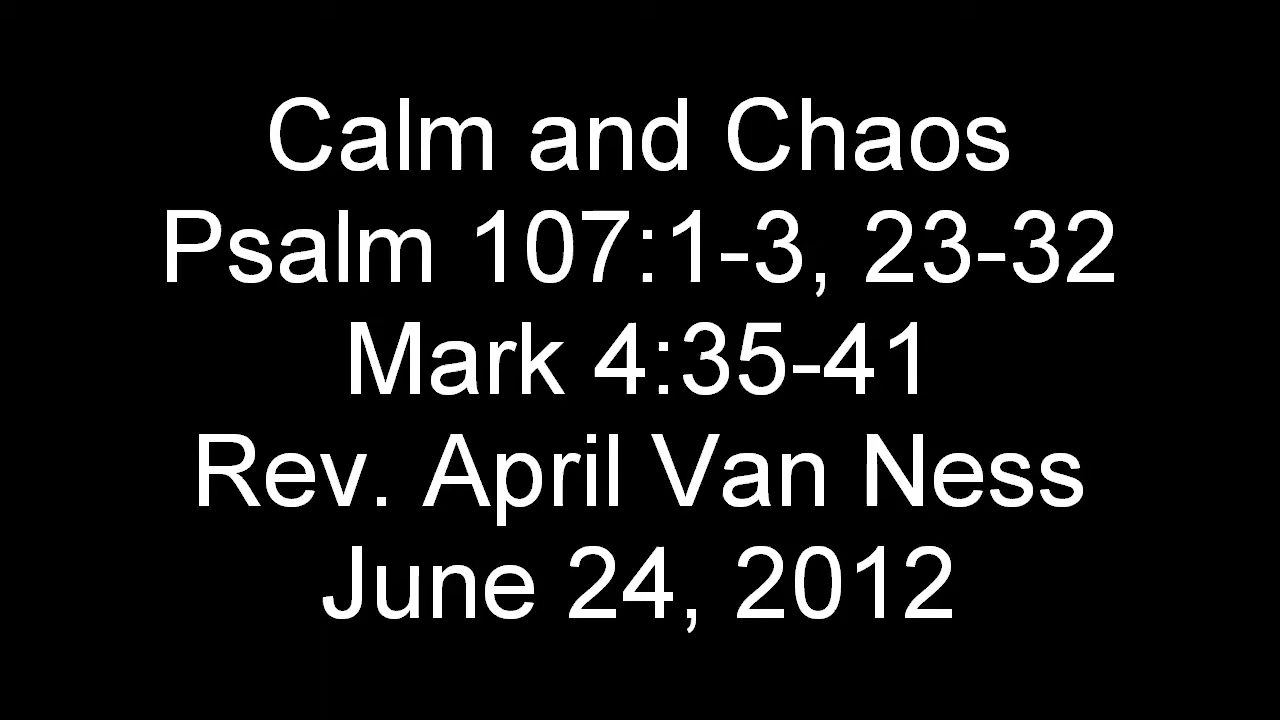 Calm and Chaos
Psalm 107:1-3, 23-32
Mark 4:35-41
Rev. April Van Ness
June 24, 2012